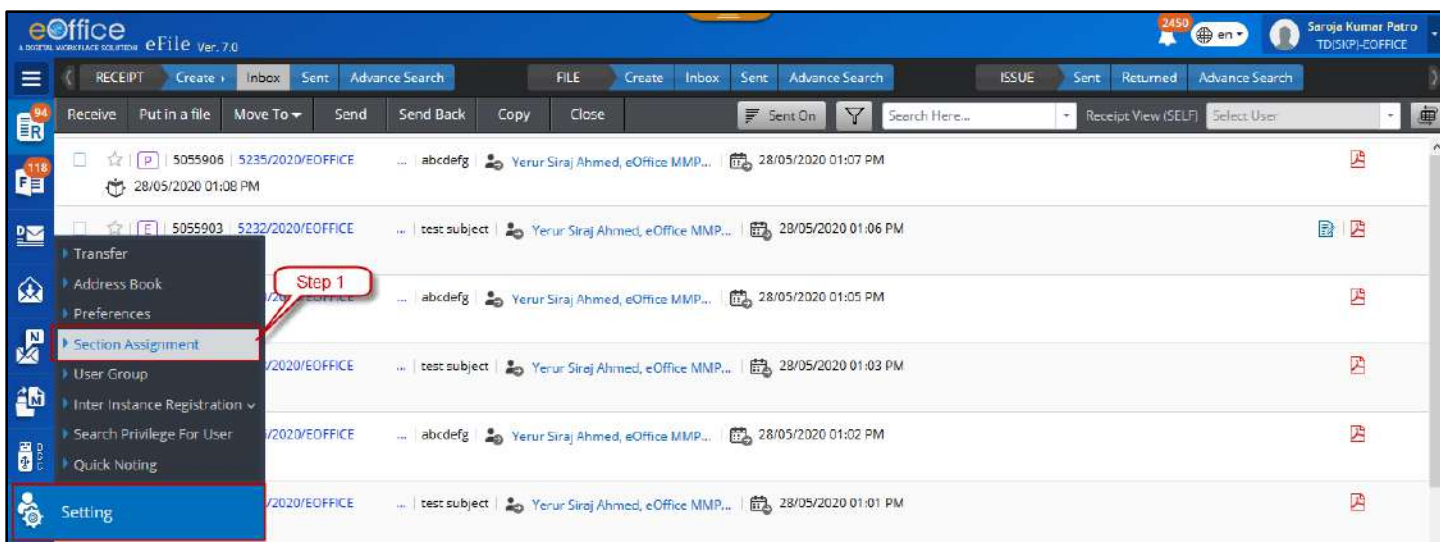 2450
eOffice
A DIGITAL WORKPLACE SOLUTION eFile Ver. 7.0
en
Saroja Kumar Patro
TD(SKP)-EOFFICE
RECEIPT Create Inbox Sent Advance Search FILE Create Inbox Sent Advance Search ISSUE Sent Returned Advance Search
94 Receive Put in a file Move To Send Send Back Copy Close Sent On Search Here... Receipt View (SELF) Select User
R
P 5055906 5235/2020/EOFFICE ... abcdefg Yerur Siraj Ahmed, eOffice MMP... 28/05/2020 01:07 PM
118
F
28/05/2020 01:08 PM
E 5055903 5232/2020/EOFFICE ... test subject Yerur Siraj Ahmed, eOffice MMP... 28/05/2020 01:06 PM
D
Transfer
Address Book
Step 1
/2020/EOFFICE ... abcdefg Yerur Siraj Ahmed, eOffice MMP... 28/05/2020 01:05 PM
Preferences
N
Section Assignment
User Group
/2020/EOFFICE ... test subject Yerur Siraj Ahmed, eOffice MMP... 28/05/2020 01:03 PM
M
Inter Instance Registration
Search Privilege For User
/2020/EOFFICE ... abcdefg Yerur Siraj Ahmed, eOffice MMP... 28/05/2020 01:02 PM
DSC
Quick Noting
Setting
/2020/EOFFICE ... test subject Yerur Siraj Ahmed, eOffice MMP... 28/05/2020 01:01 PM